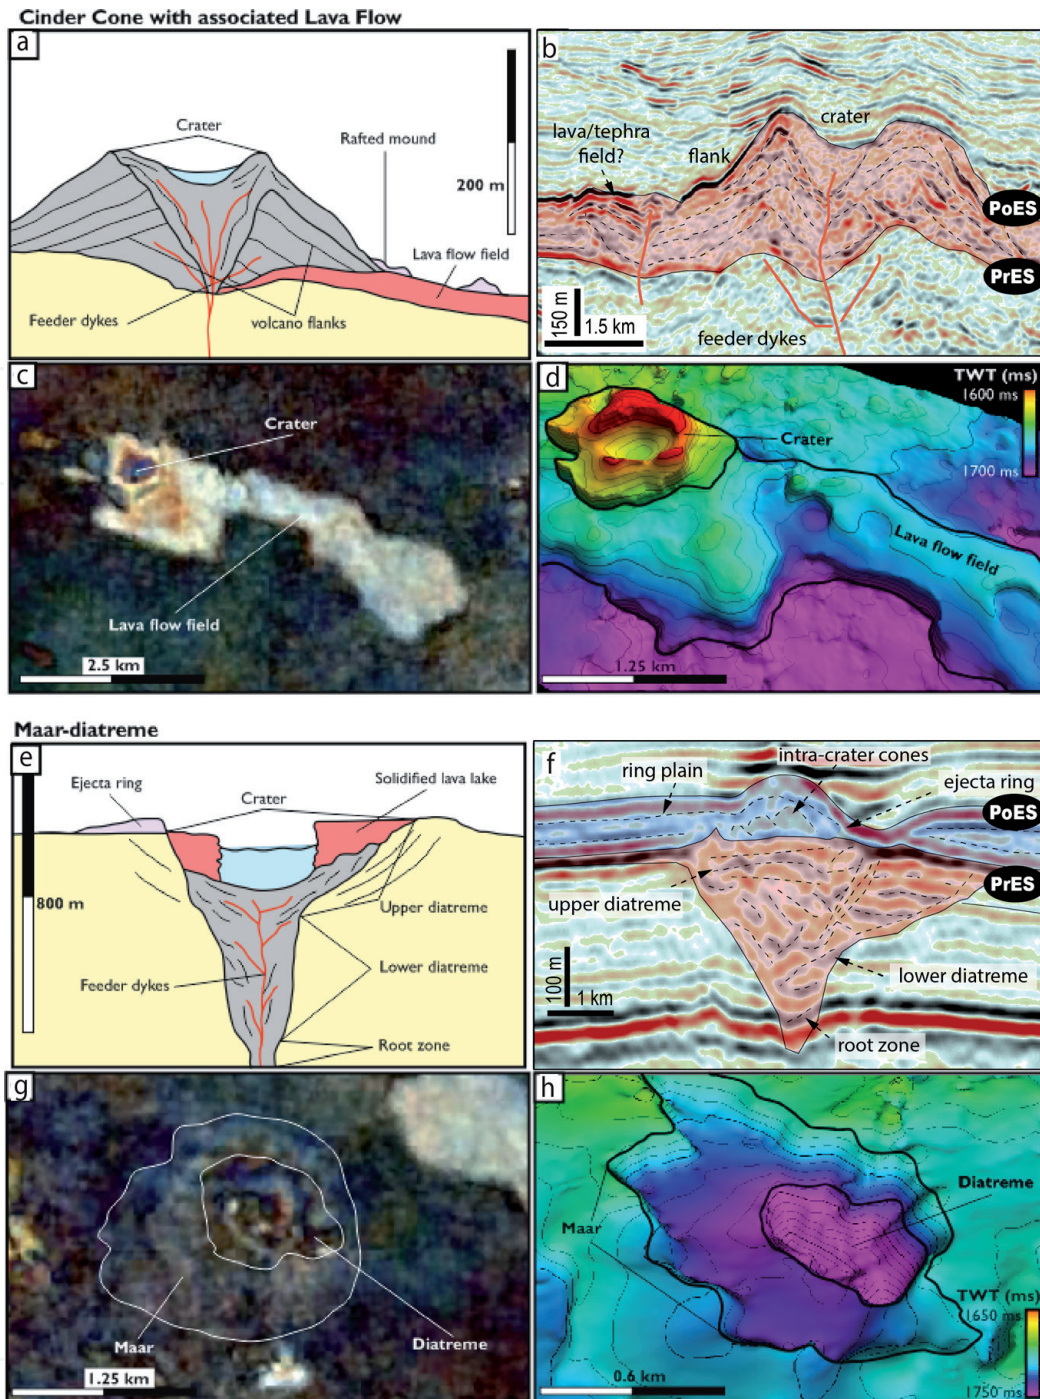 Cinder Cone with associated Lava Flow
a
Crater
Rafted mound
200 m
Lava flow field
Feeder dykes
volcano flanks
b
crater
lava/tephra
field?
flank
PoES
PrES
150 m
1.5 km
feeder dykes
c
Crater
Lava flow field
2.5 km
d
TWT (ms)
1600 ms
1700 ms
Crater
Lava flow field
1.25 km
Maar-diatreme
e
Ejecta ring
Crater
Solidified lava lake
800 m
Upper diatreme
Lower diatreme
Feeder dykes
Root zone
f
intra-crater cones
ring plain
ejecta ring
PoES
PrES
upper diatreme
100 m
1 km
lower diatreme
root zone
g
Maar
Diatreme
1.25 km
h
Diatreme
Maar
TWT (ms)
1650 ms
1750 ms
0.6 km